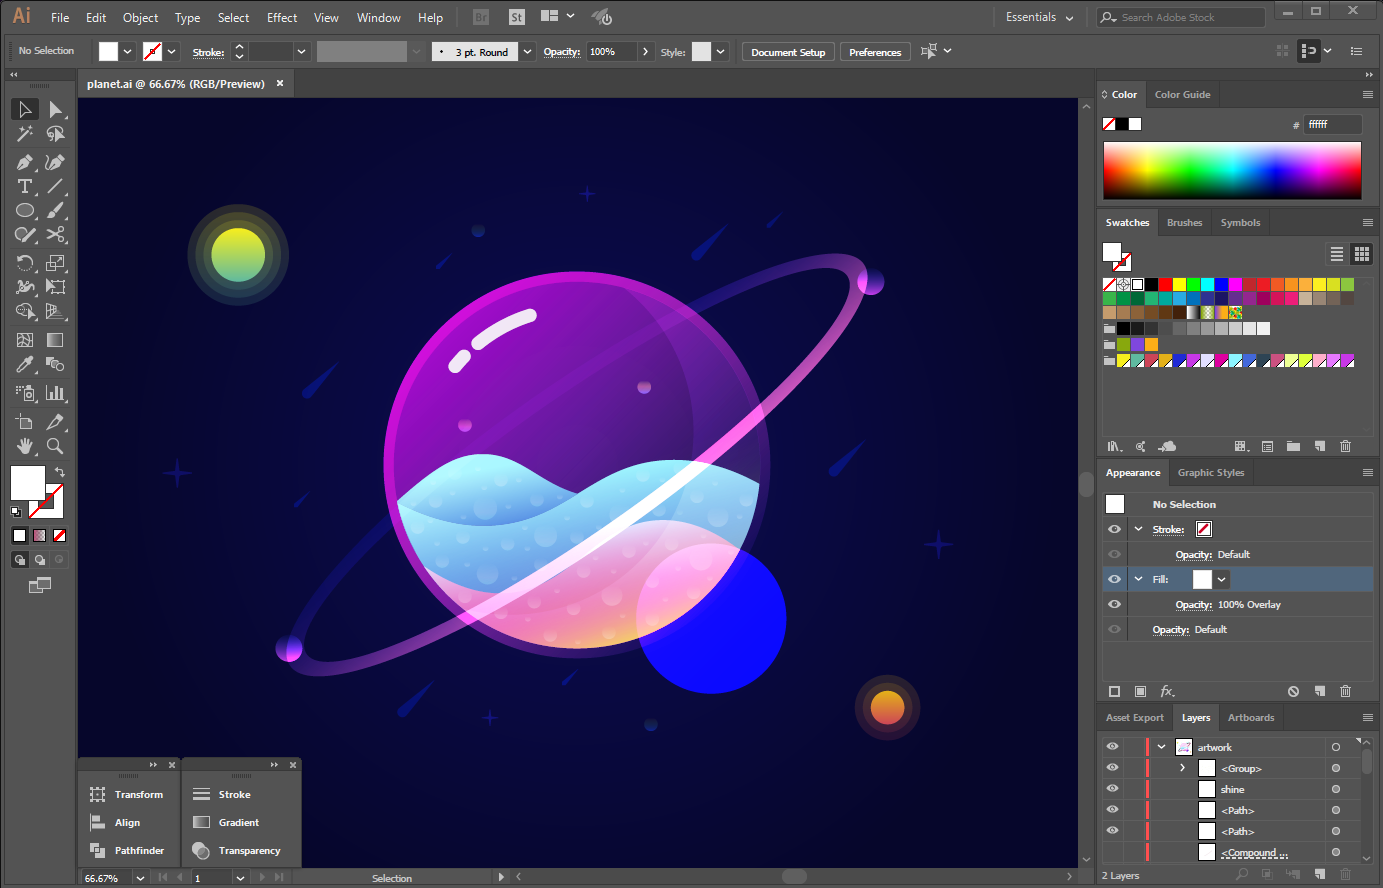 Ai File Edit Object Type Select Effect View Window Help Br St Essentials Search Adobe Stock
No Selection Stroke: 3 pt. Round Opacity: 100% Style: Document Setup Preferences
planet.ai @ 66.67% (RGB/Preview) ×
Color Color Guide
# ffffff
Swatches Brushes Symbols
Appearance Graphic Styles
No Selection
Stroke:
Opacity: Default
Fill:
Opacity: 100% Overlay
Opacity: Default
fx.
Asset Export Layers Artboards
artwork
<Group>
shine
<Path>
<Path>
<Compound ...
2 Layers
Transform
Align
Pathfinder
Stroke
Gradient
Transparency
66.67% 1 Selection